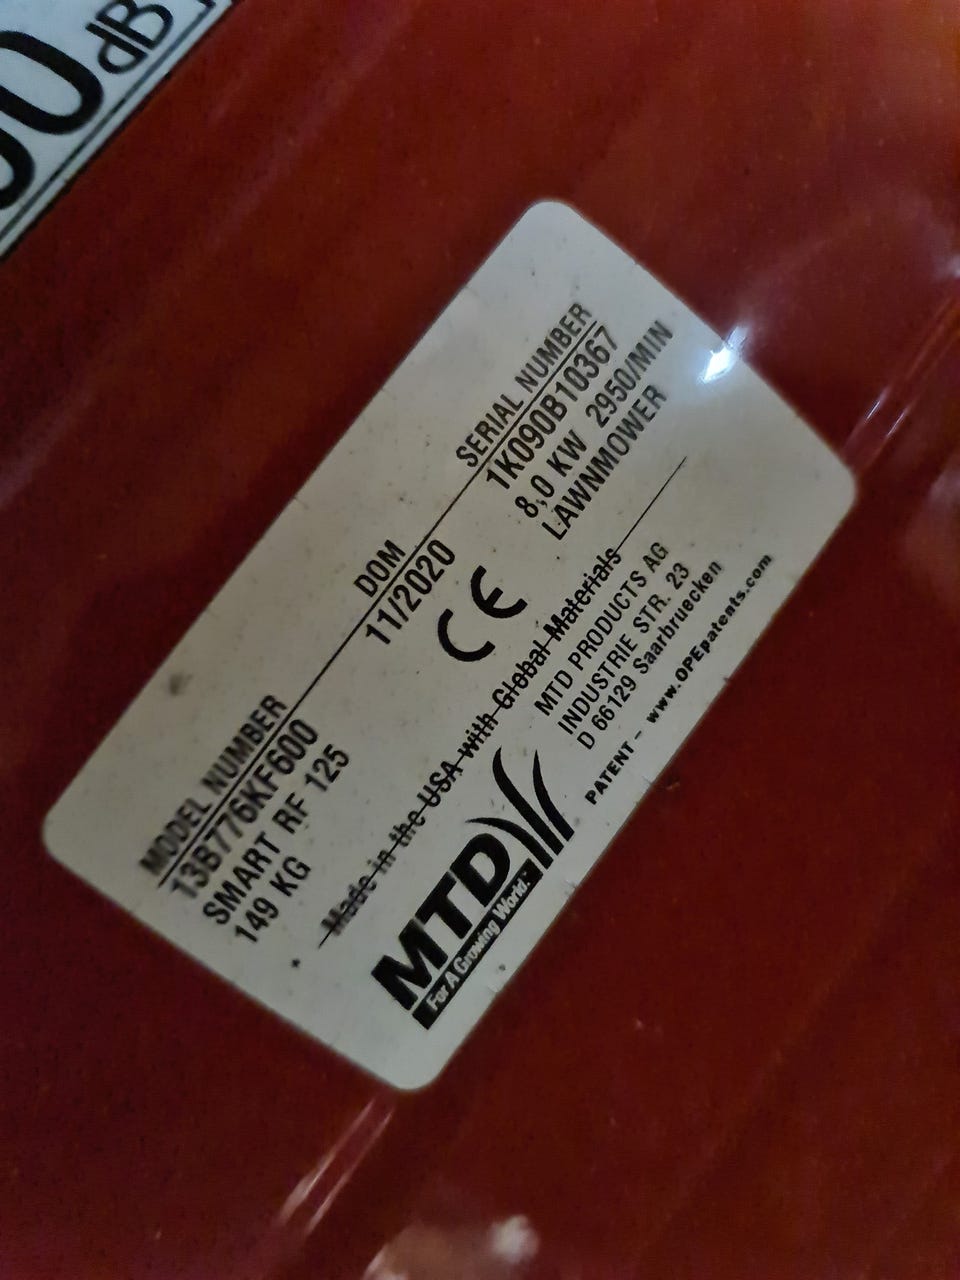 00 dB
MODEL NUMBER DOM SERIAL NUMBER
13B776KF600 11/2020 1K090B10367
SMART RF 125 8,0 KW 2950/MIN
149 KG CE LAWNMOWER
Made in the USA with Global Materials
MTD
For A Growing World.
MTD PRODUCTS AG
INDUSTRIE STR. 23
D 66129 Saarbruecken
PATENT - www.OPEpatents.com